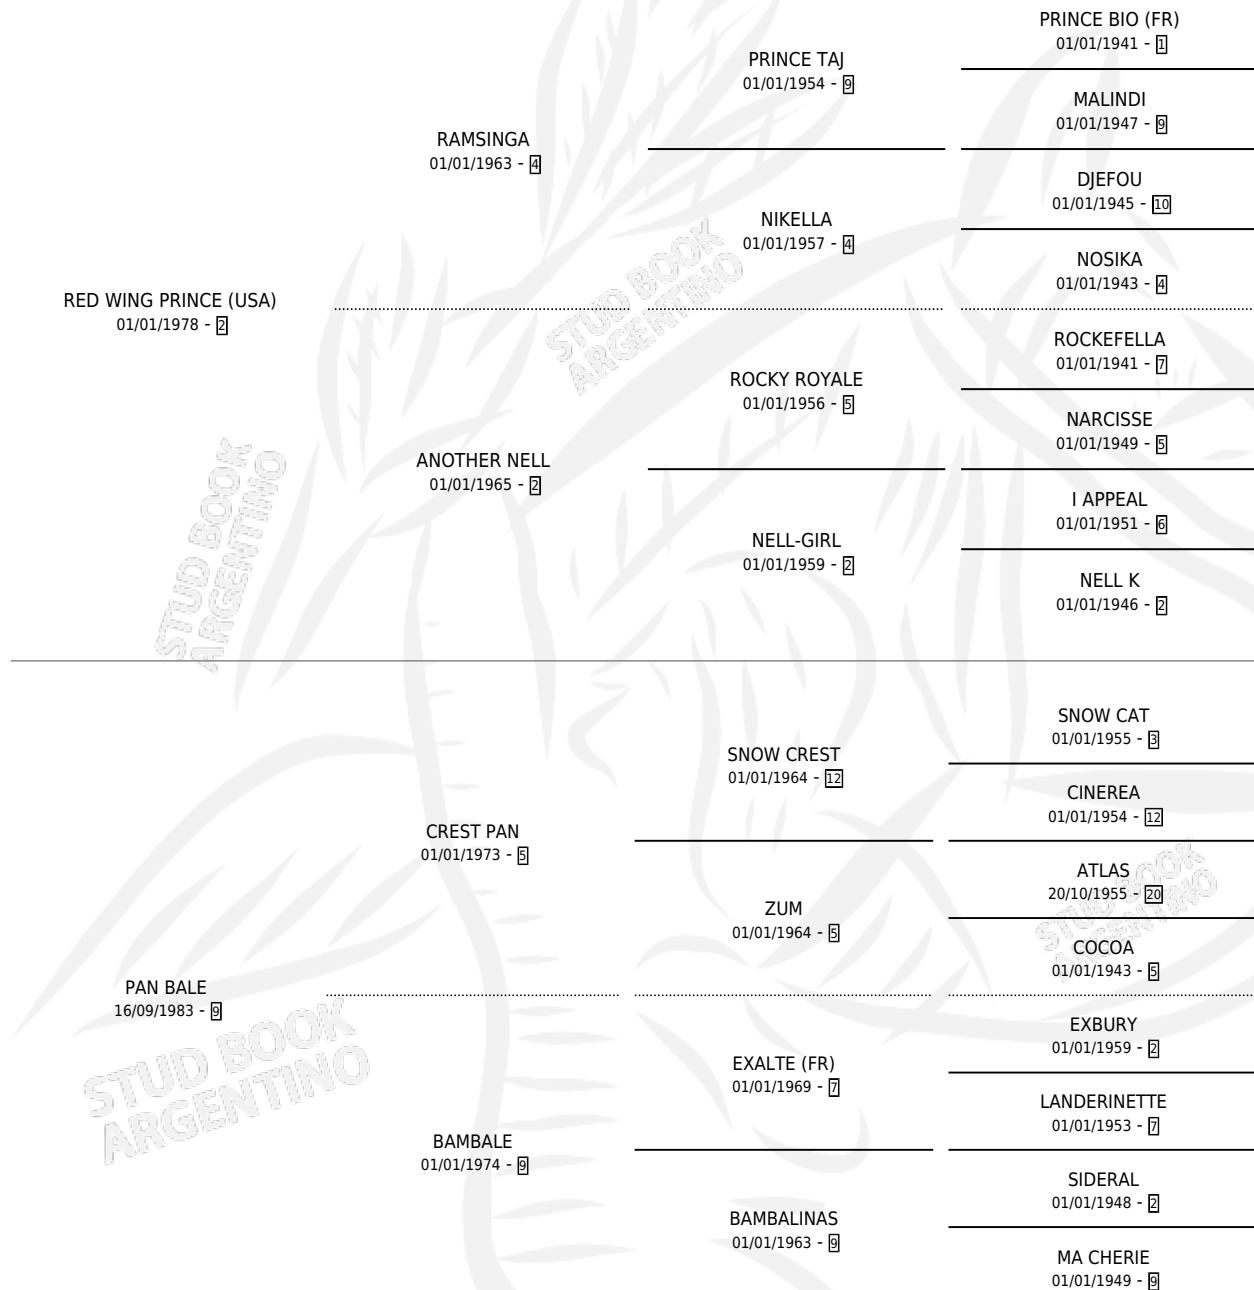 PRINCE BIO (FR)
01/01/1941 - 1
PRINCE TAJ
01/01/1954 - 9
MALINDI
01/01/1947 - 9
RAMSINGA
01/01/1963 - 4
DJEFOU
01/01/1945 - 10
NIKELLA
01/01/1957 - 4
NOSIKA
01/01/1943 - 4
RED WING PRINCE (USA)
01/01/1978 - 2
ROCKEFELLA
01/01/1941 - 7
ROCKY ROYALE
01/01/1956 - 5
NARCISSE
01/01/1949 - 5
ANOTHER NELL
01/01/1965 - 2
I APPEAL
01/01/1951 - 6
NELL-GIRL
01/01/1959 - 2
NELL K
01/01/1946 - 2
SNOW CAT
01/01/1955 - 3
SNOW CREST
01/01/1964 - 12
CINEREA
01/01/1954 - 12
CREST PAN
01/01/1973 - 5
ATLAS
20/10/1955 - 20
ZUM
01/01/1964 - 5
COCOA
01/01/1943 - 5
PAN BALE
16/09/1983 - 9
EXBURY
01/01/1959 - 2
EXALTE (FR)
01/01/1969 - 7
LANDERINETTE
01/01/1953 - 7
BAMBALE
01/01/1974 - 9
SIDERAL
01/01/1948 - 2
BAMBALINAS
01/01/1963 - 9
MA CHERIE
01/01/1949 - 9
STUD BOOK
ARGENTINO
STUD BOOK
ARGENTINO
STUD BOOK
ARGENTINO
STUD BOOK
ARGENTINO